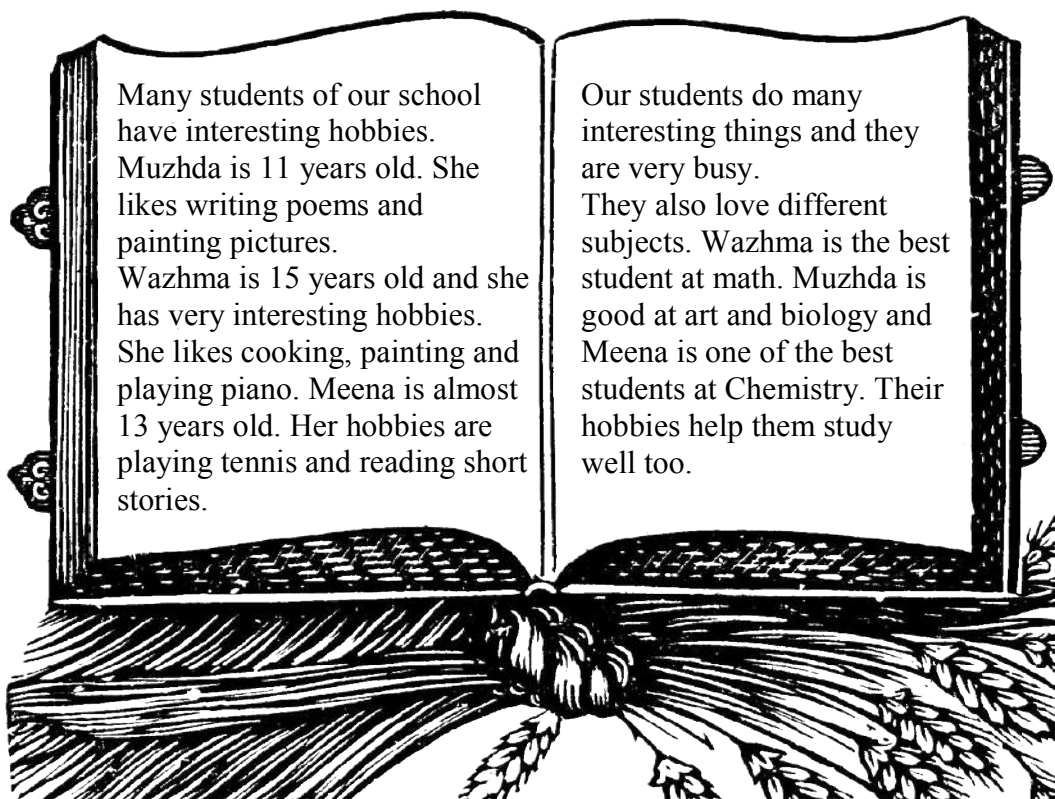 Many students of our school
have interesting hobbies.
Muzhda is 11 years old. She
likes writing poems and
painting pictures.
Wazhma is 15 years old and she
has very interesting hobbies.
She likes cooking, painting and
playing piano. Meena is almost
13 years old. Her hobbies are
playing tennis and reading short
stories.
Our students do many
interesting things and they
are very busy.
They also love different
subjects. Wazhma is the best
student at math. Muzhda is
good at art and biology and
Meena is one of the best
students at Chemistry. Their
hobbies help them study
well too.